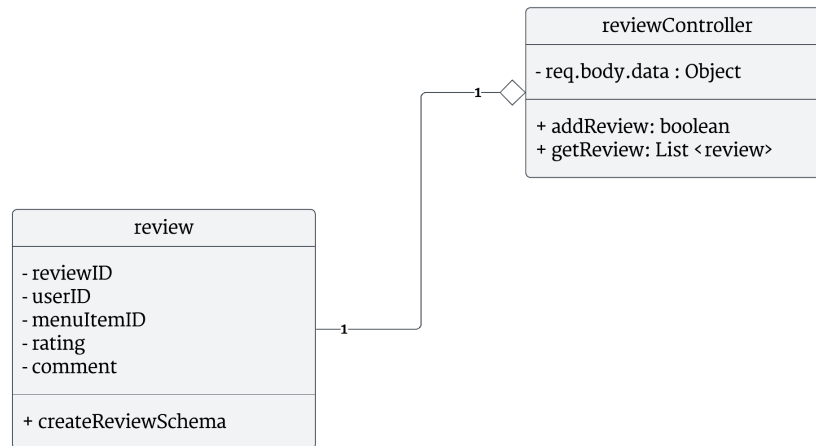 reviewController
- req.body.data : Object
1
+ addReview: boolean
+ getReview: List <review>
review
- reviewID
- userID
- menuItemID
- rating
- comment
1
+ createReviewSchema